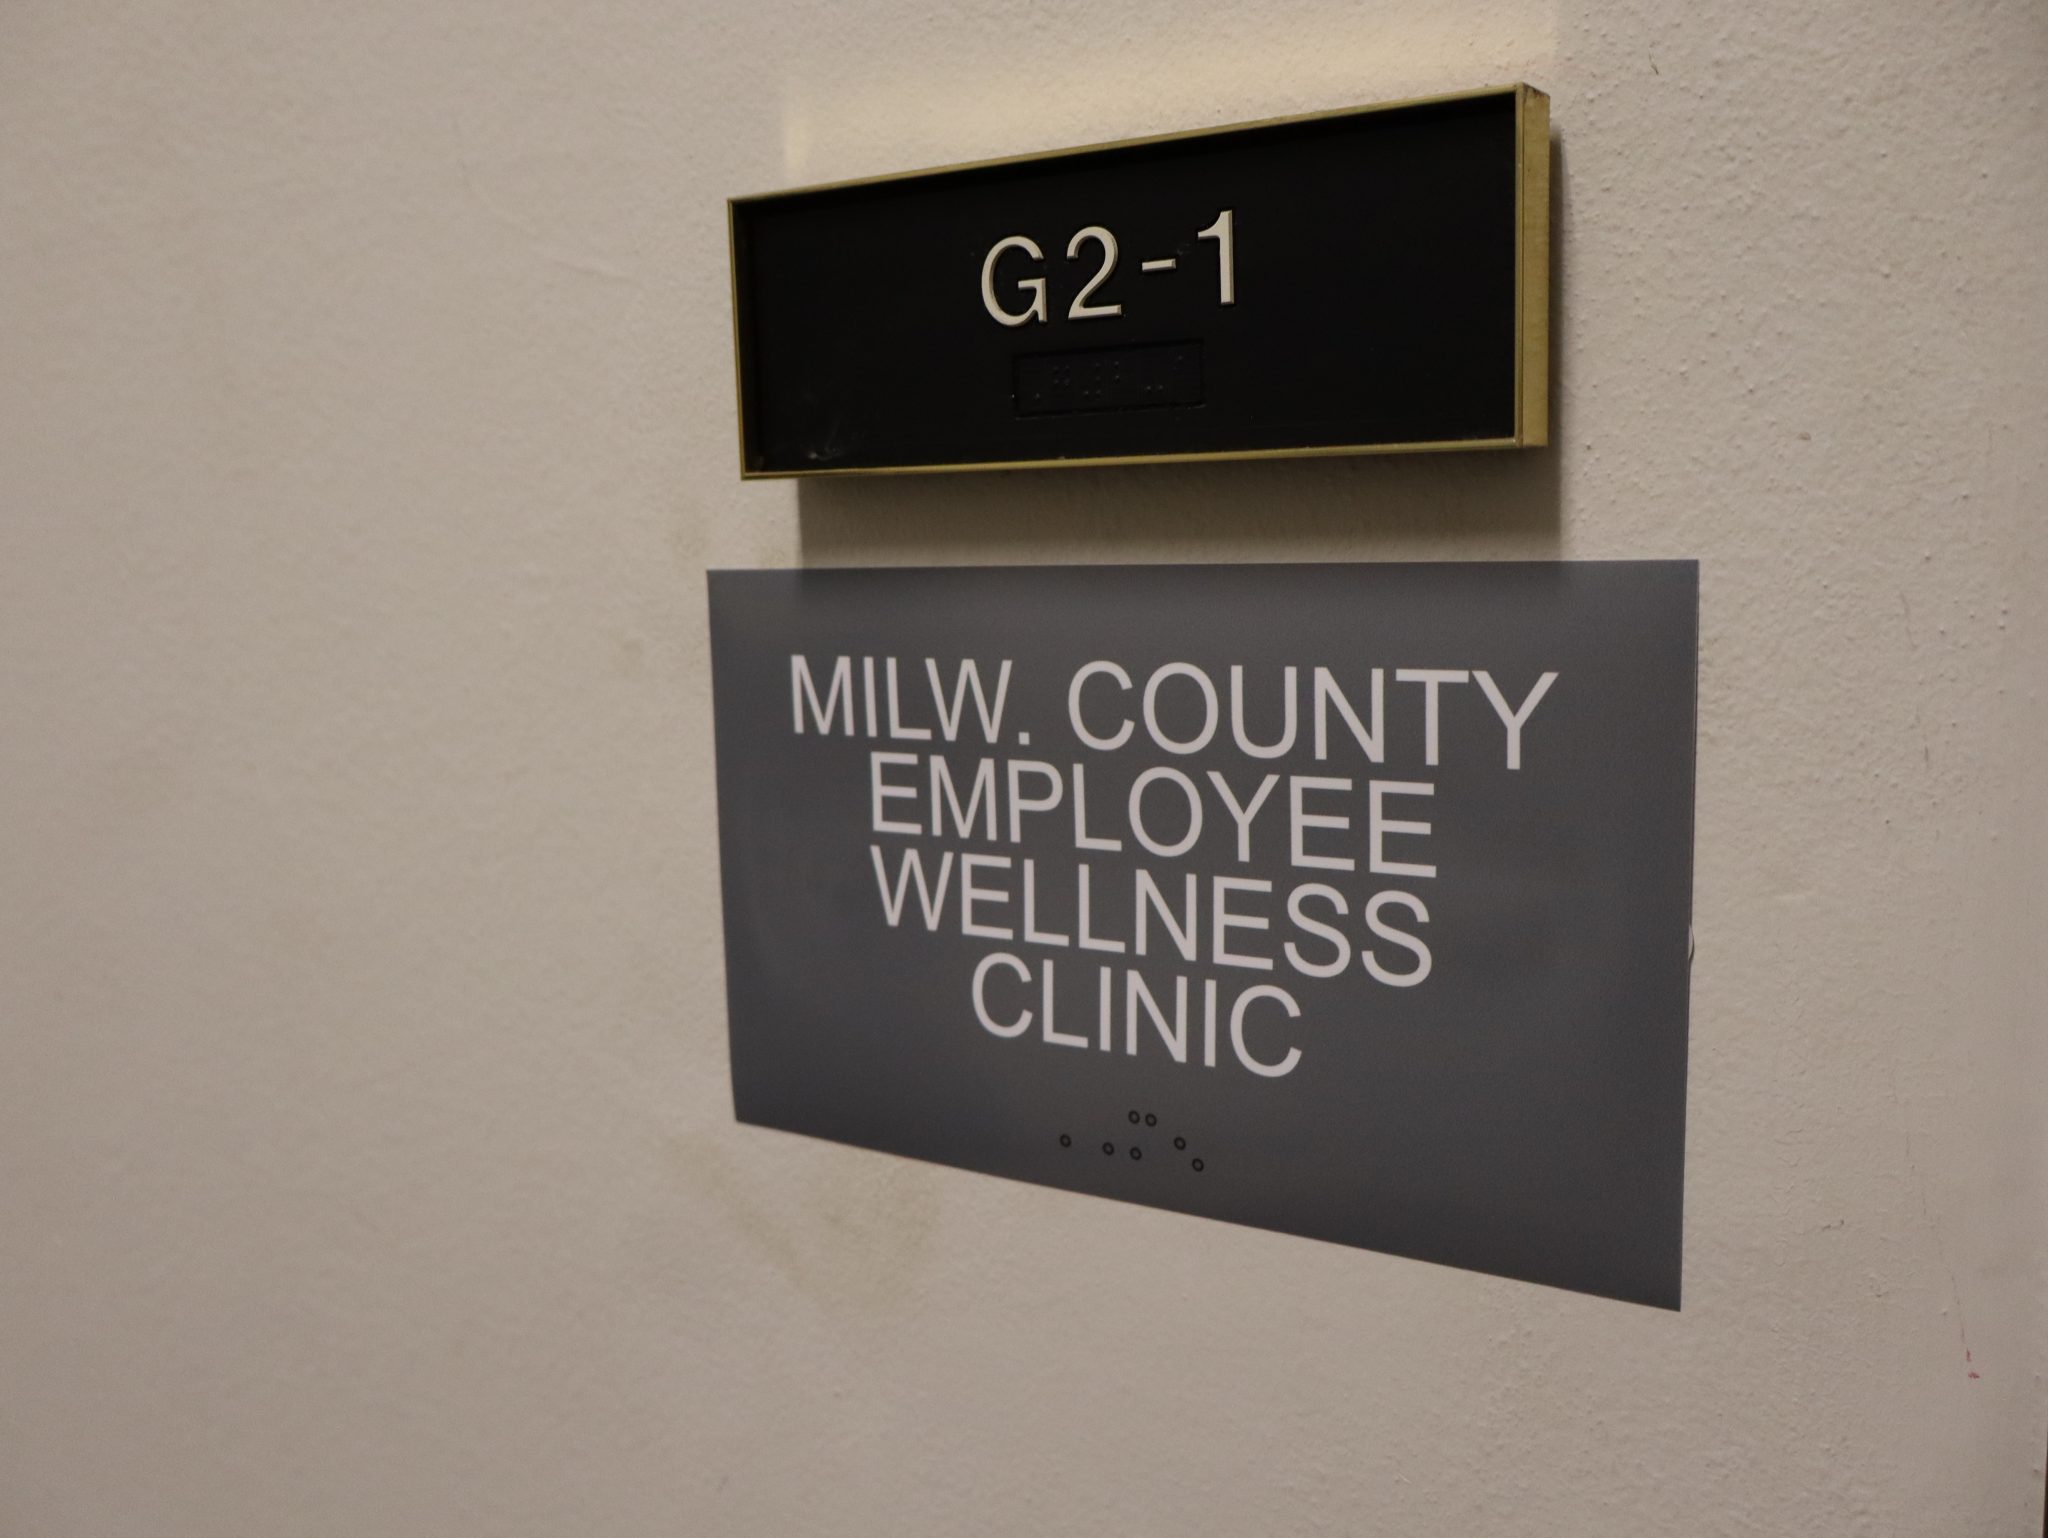 G2-1
MILW. COUNTY
EMPLOYEE
WELLNESS
CLINIC